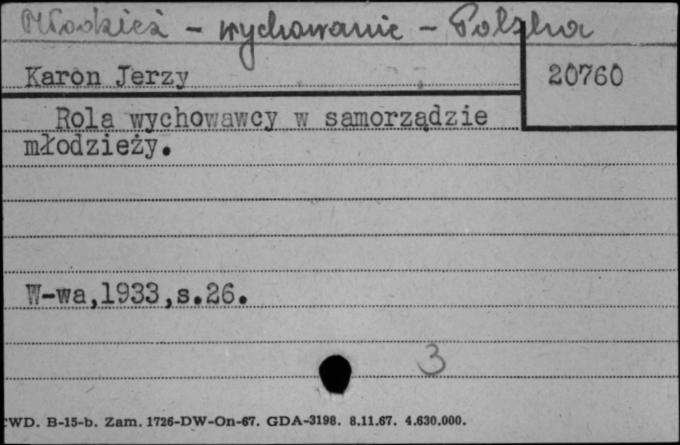 Młodzież - wychowanie - Polska
Karon Jerzy
20760
Rola wychowawcy w samorządzie
młodzieży.
W-wa,1933,s.26.
3
WD. B-15-b. Zam. 1726-DW-On-67. GDA-3198. 8.11.67. 4.630.000.